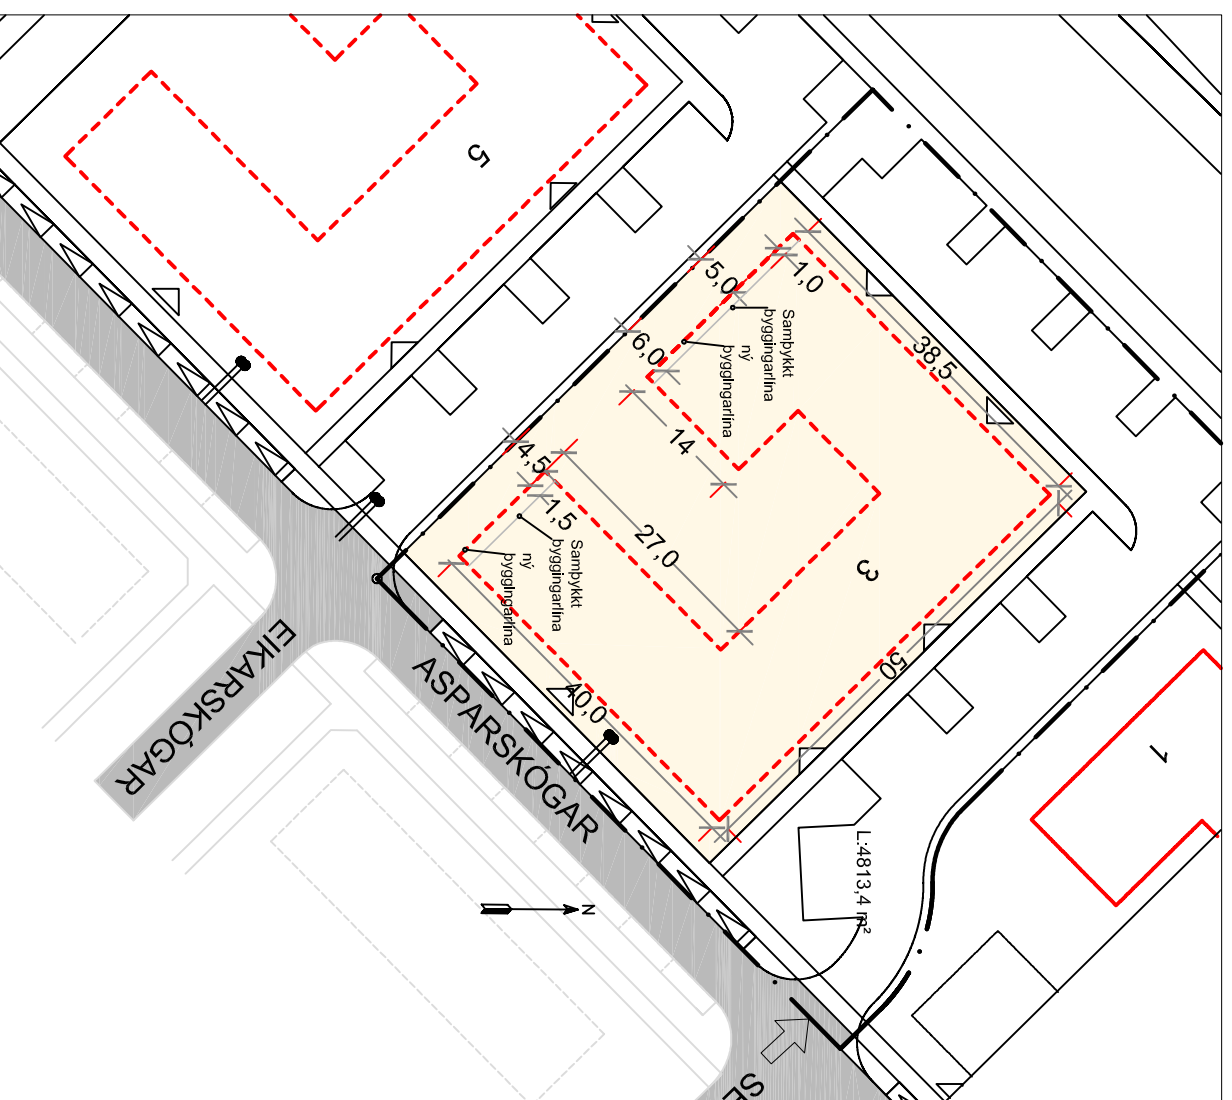 5
5,0
1,0
Samþykkt
byggingarlína
ný
byggingarlína
38,5
6,0
14
4,5
1,5
27,0
3
Samþykkt
byggingarlína
ný
byggingarlína
50
40,0
1
EIKARSKÓGAR
ASPARSKÓGAR
L:4813,4 m²
N